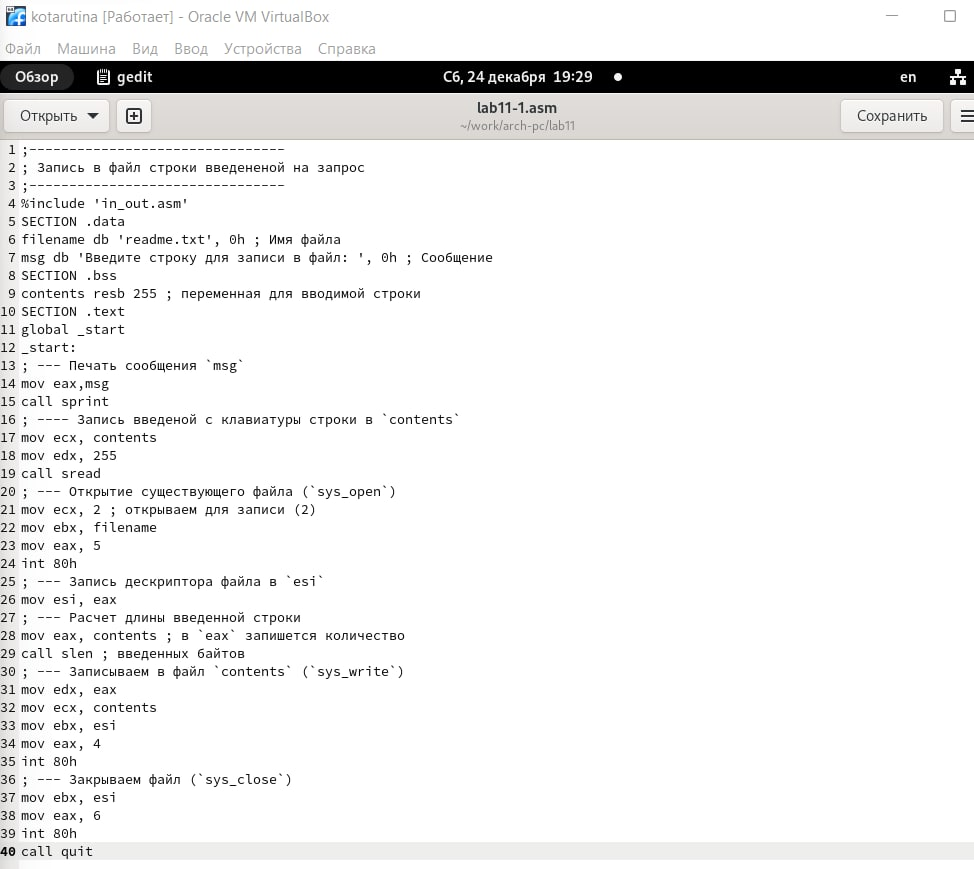 kotarutina [Работает] - Oracle VM VirtualBox
Файл Машина Вид Ввод Устройства Справка
Обзор gedit Сб, 24 декабря 19:29 en
Открыть lab11-1.asm Сохранить
~/work/arch-pc/lab11
1 ;--------------------------------
2 ; Запись в файл строки введененой на запрос
3 ;--------------------------------
4 %include 'in_out.asm'
5 SECTION .data
6 filename db 'readme.txt', 0h ; Имя файла
7 msg db 'Введите строку для записи в файл: ', 0h ; Сообщение
8 SECTION .bss
9 contents resb 255 ; переменная для вводимой строки
10 SECTION .text
11 global _start
12 _start:
13 ; --- Печать сообщения `msg`
14 mov eax,msg
15 call sprint
16 ; ---- Запись введеной с клавиатуры строки в `contents`
17 mov ecx, contents
18 mov edx, 255
19 call sread
20 ; --- Открытие существующего файла (`sys_open`)
21 mov ecx, 2 ; открываем для записи (2)
22 mov ebx, filename
23 mov eax, 5
24 int 80h
25 ; --- Запись дескриптора файла в `esi`
26 mov esi, eax
27 ; --- Расчет длины введенной строки
28 mov eax, contents ; в `eax` запишется количество
29 call slen ; введенных байтов
30 ; --- Записываем в файл `contents` (`sys_write`)
31 mov edx, eax
32 mov ecx, contents
33 mov ebx, esi
34 mov eax, 4
35 int 80h
36 ; --- Закрываем файл (`sys_close`)
37 mov ebx, esi
38 mov eax, 6
39 int 80h
40 call quit